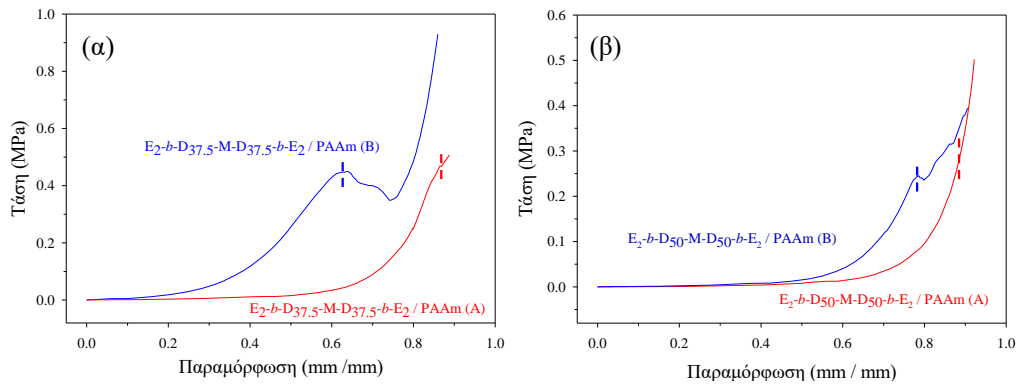 (α)
Τάση (MPa)
1.0
0.8
0.6
0.4
0.2
0.0
E2-b-D37.5-M-D37.5-b-E2 / PAAm (B)
E2-b-D37.5-M-D37.5-b-E2 / PAAm (A)
0.0 0.2 0.4 0.6 0.8 1.0
Παραμόρφωση (mm /mm)
(β)
Τάση (MPa)
0.6
0.5
0.4
0.3
0.2
0.1
0.0
E2-b-D50-M-D50-b-E2 / PAAm (B)
E2-b-D50-M-D50-b-E2 / PAAm (A)
0.0 0.2 0.4 0.6 0.8 1.0
Παραμόρφωση (mm / mm)